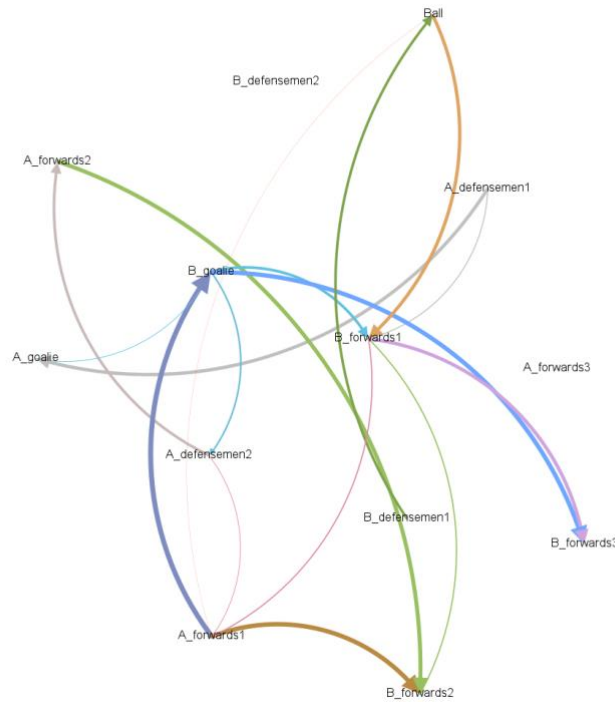 Ball
B_defensemen2
A_forwards2
A_defensemen1
B_goalie
B_forwards1
A_goalie
A_forwards3
A_defensemen2
B_defensemen1
B_forwards3
A_forwards1
B_forwards2